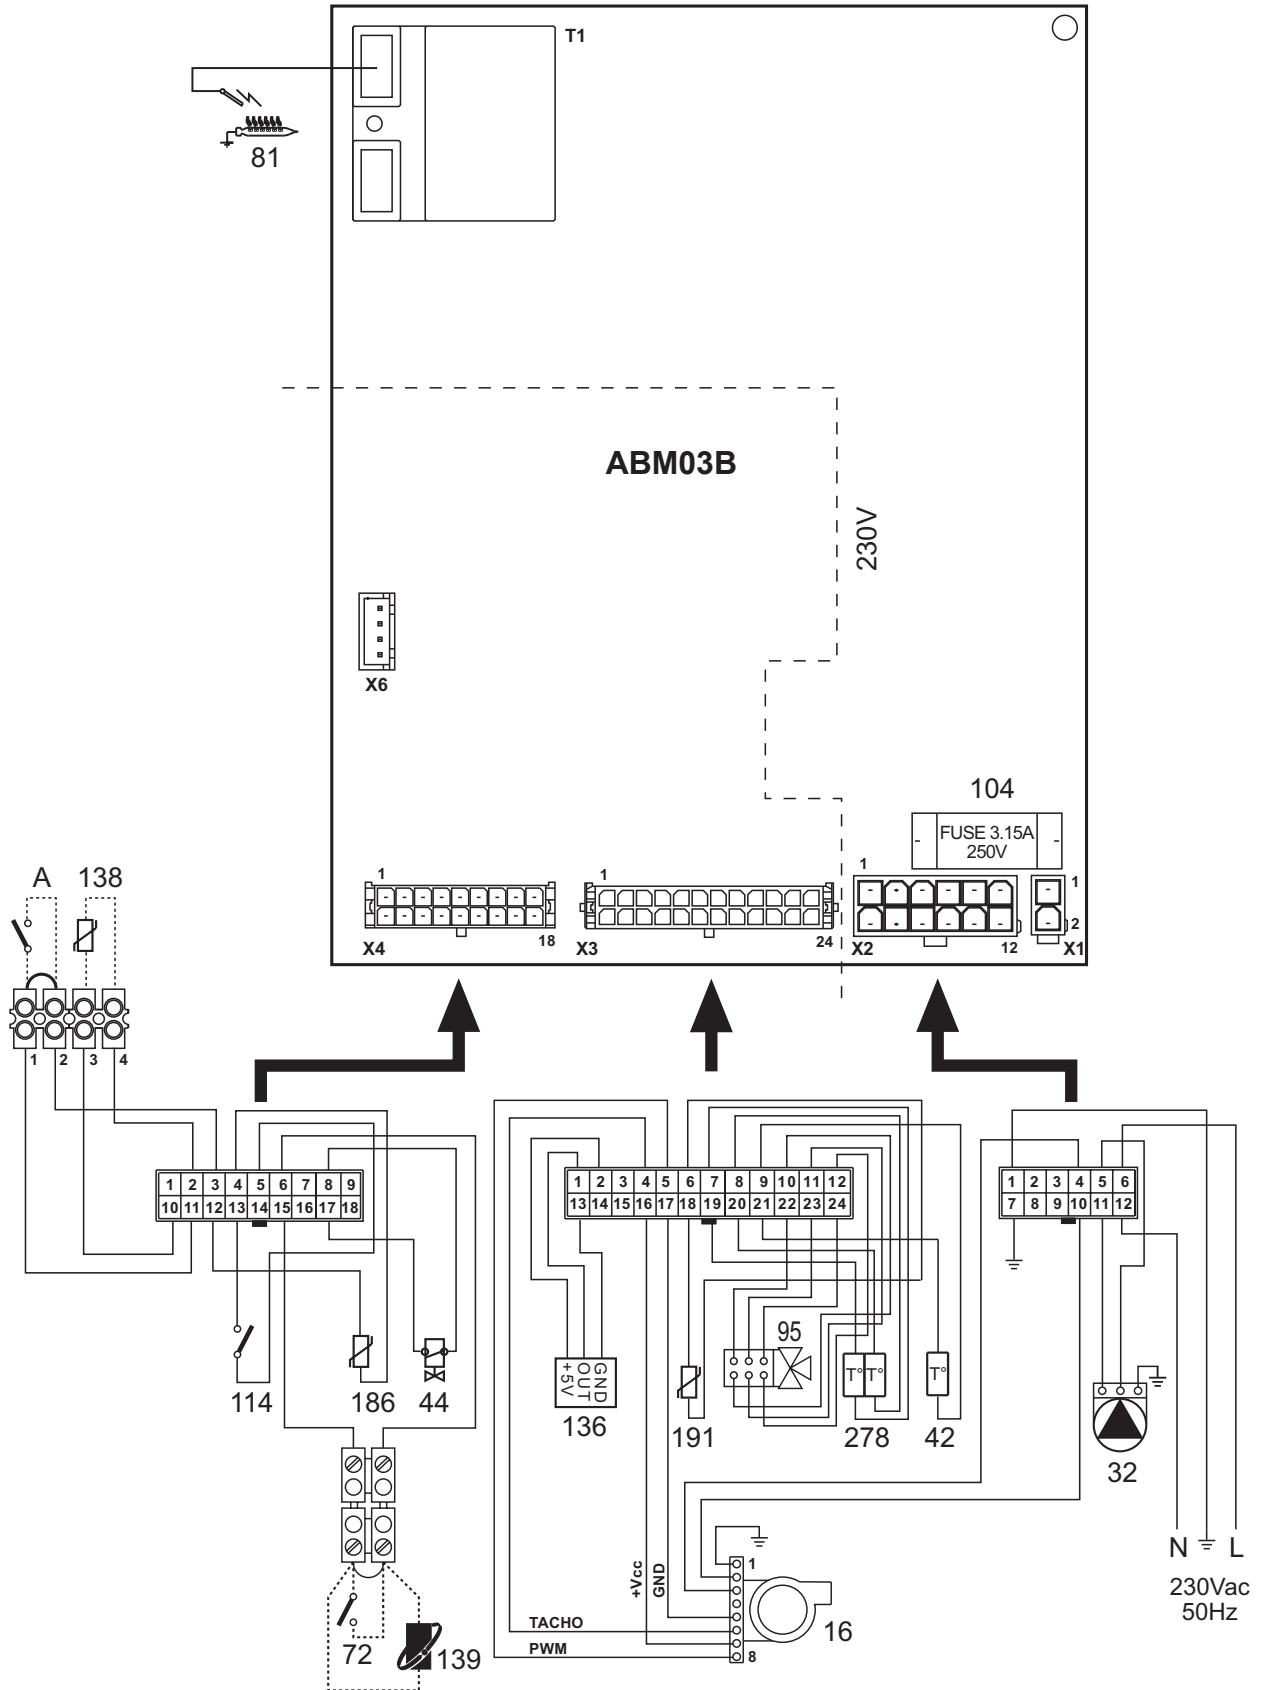 T1
81
ABM03B
230V
X6
104
FUSE 3.15A
250V
1
1
1
1
2
18
24
12
X4
X3
X2
X1
A
138
1
2
3
4
1 2 3 4 5 6 7 8 9
10 11 12 13 14 15 16 17 18
1 2 3 4 5 6 7 8 9 10 11 12
13 14 15 16 17 18 19 20 21 22 23 24
1 2 3 4 5 6
7 8 9 10 11 12
114
186
44
GND
OUT
+5V
136
191
95
T° T°
278
T°
42
32
N L
230Vac
50Hz
+Vcc
GND
TACHO
PWM
1
8
16
72
139